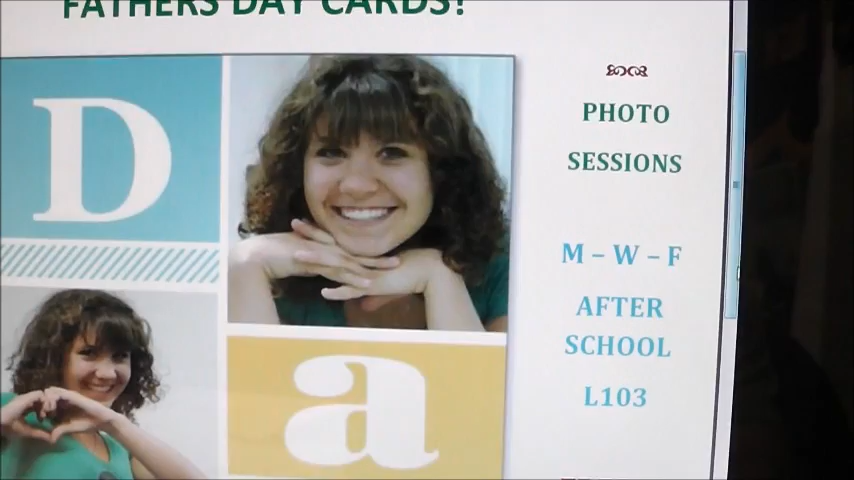 FATHERS DAY CARDS!
D
a
PHOTO
SESSIONS
M – W – F
AFTER
SCHOOL
L103